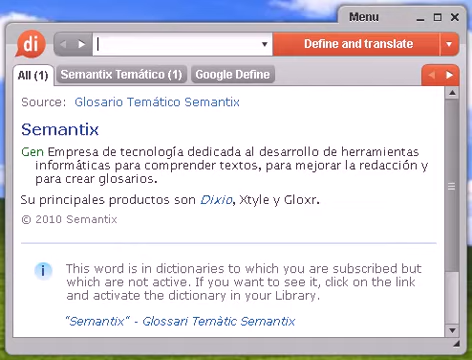 Menu
di
Define and translate
All (1)
Semantix Temático (1)
Google Define
Source: Glosario Temático Semantix
Semantix
Gen Empresa de tecnología dedicada al desarrollo de herramientas
informáticas para comprender textos, para mejorar la redacción y
para crear glosarios.
Su principales productos son Dixio, Xtyle y Gloxr.
© 2010 Semantix
i
This word is in dictionaries to which you are subscribed but
which are not active. If you want to see it, click on the link
and activate the dictionary in your Library.
"Semantix" - Glossari Temàtic Semantix